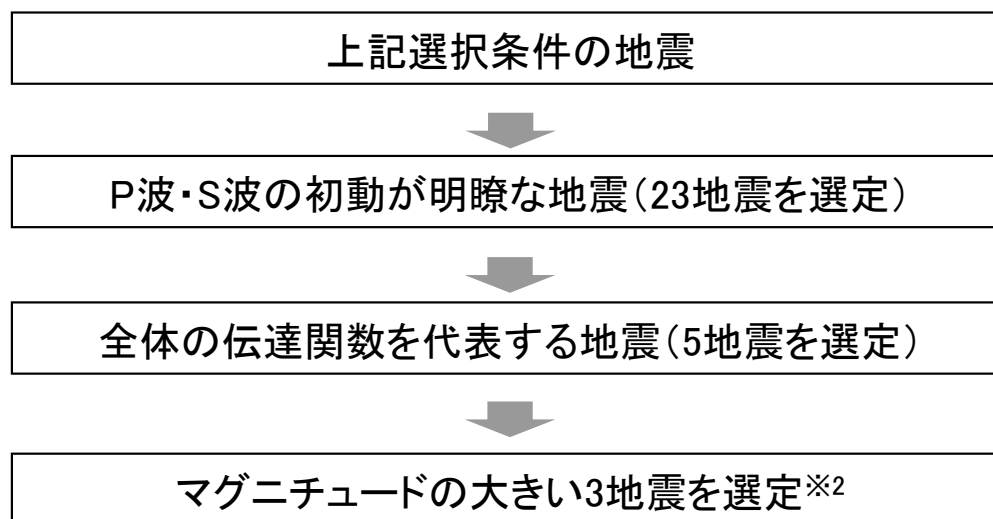 上記選択条件の地震
P波・S波の初動が明瞭な地震(23地震を選定)
全体の伝達関数を代表する地震(5地震を選定)
マグニチュードの大きい3地震を選定※2